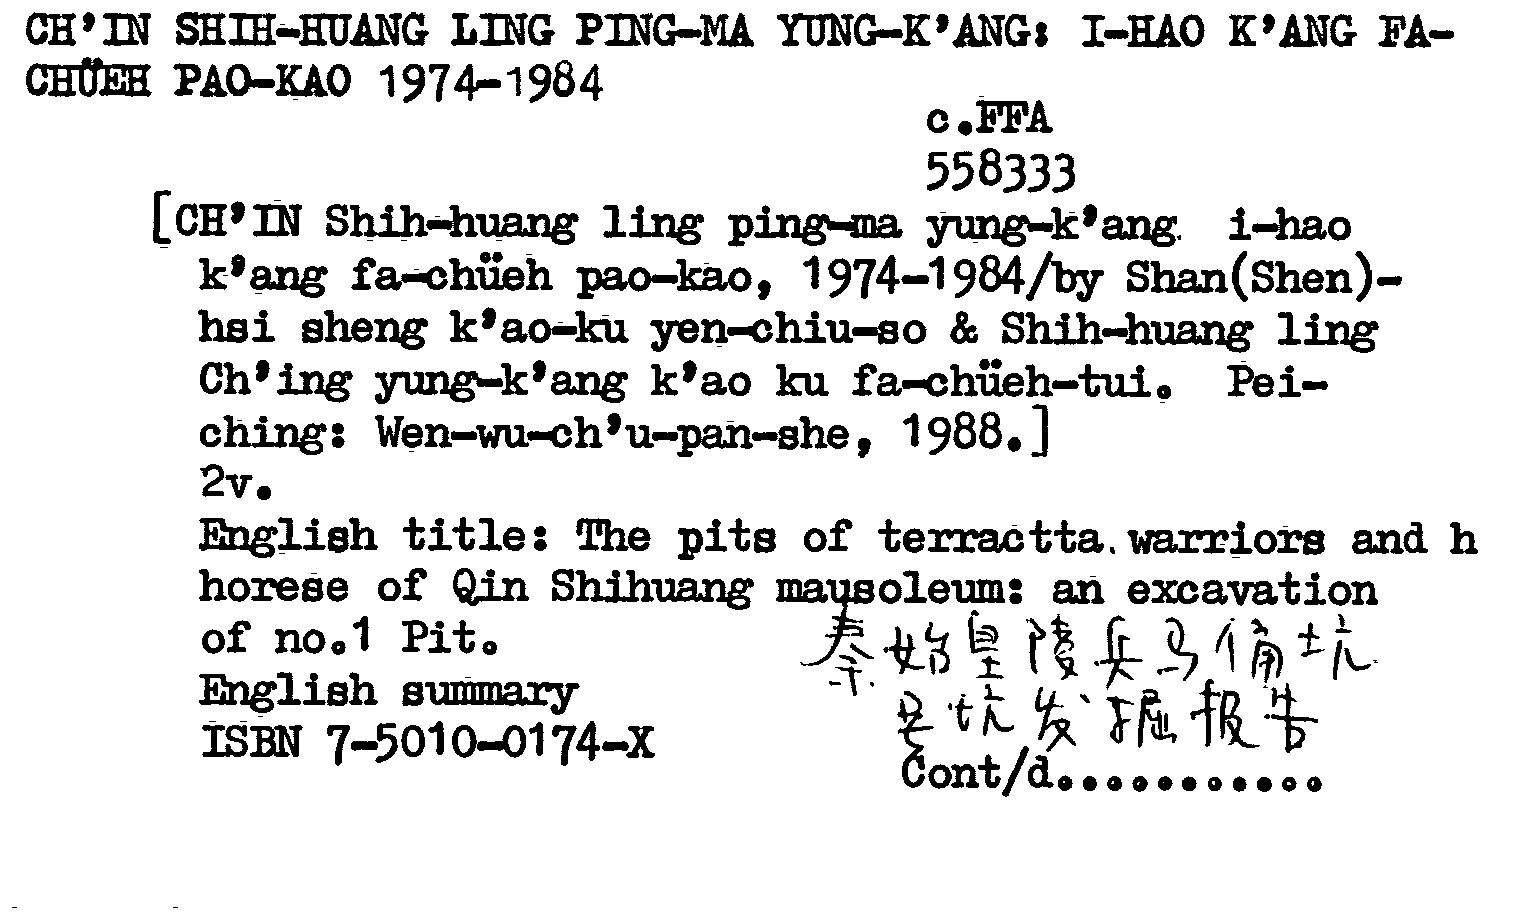 CH'IN SHIH-HUANG LING PING-MA YUNG-K'ANG: I-HAO K'ANG FA-
CHÜEH PAO-KAO 1974-1984
c.FFA
558333
[CH'IN Shih-huang ling ping-ma yung-k'ang. i-hao
k'ang fa-chüeh pao-kao, 1974-1984/by Shan(Shen)-
hsi sheng k'ao-ku yen-chiu-so & Shih-huang ling
Ch'ing yung-k'ang k'ao ku fa-chüeh-tui. Pei-
ching: Wen-wu-ch'u-pan-she, 1988.]
2v.
English title: The pits of terractta.warriors and h
horese of Qin Shihuang mausoleum: an excavation
of no.1 Pit.
秦始皇陵兵马俑坑
English summary
号坑发掘报告
ISBN 7-5010-0174-X
Cont/d...........